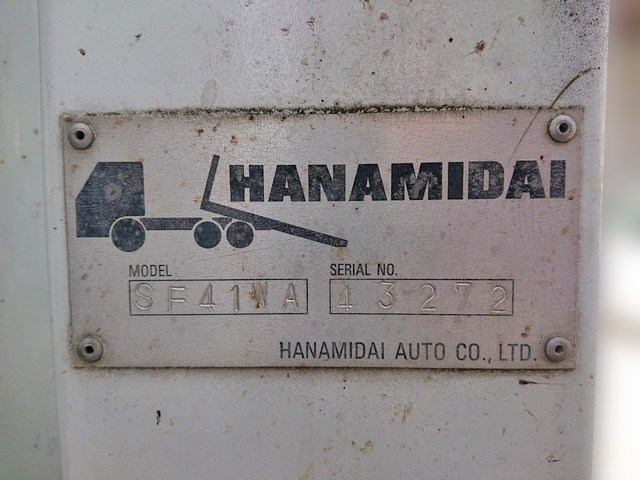 HANAMIDAI
MODEL SERIAL NO.
SF41WA 43272
HANAMIDAI AUTO CO., LTD.